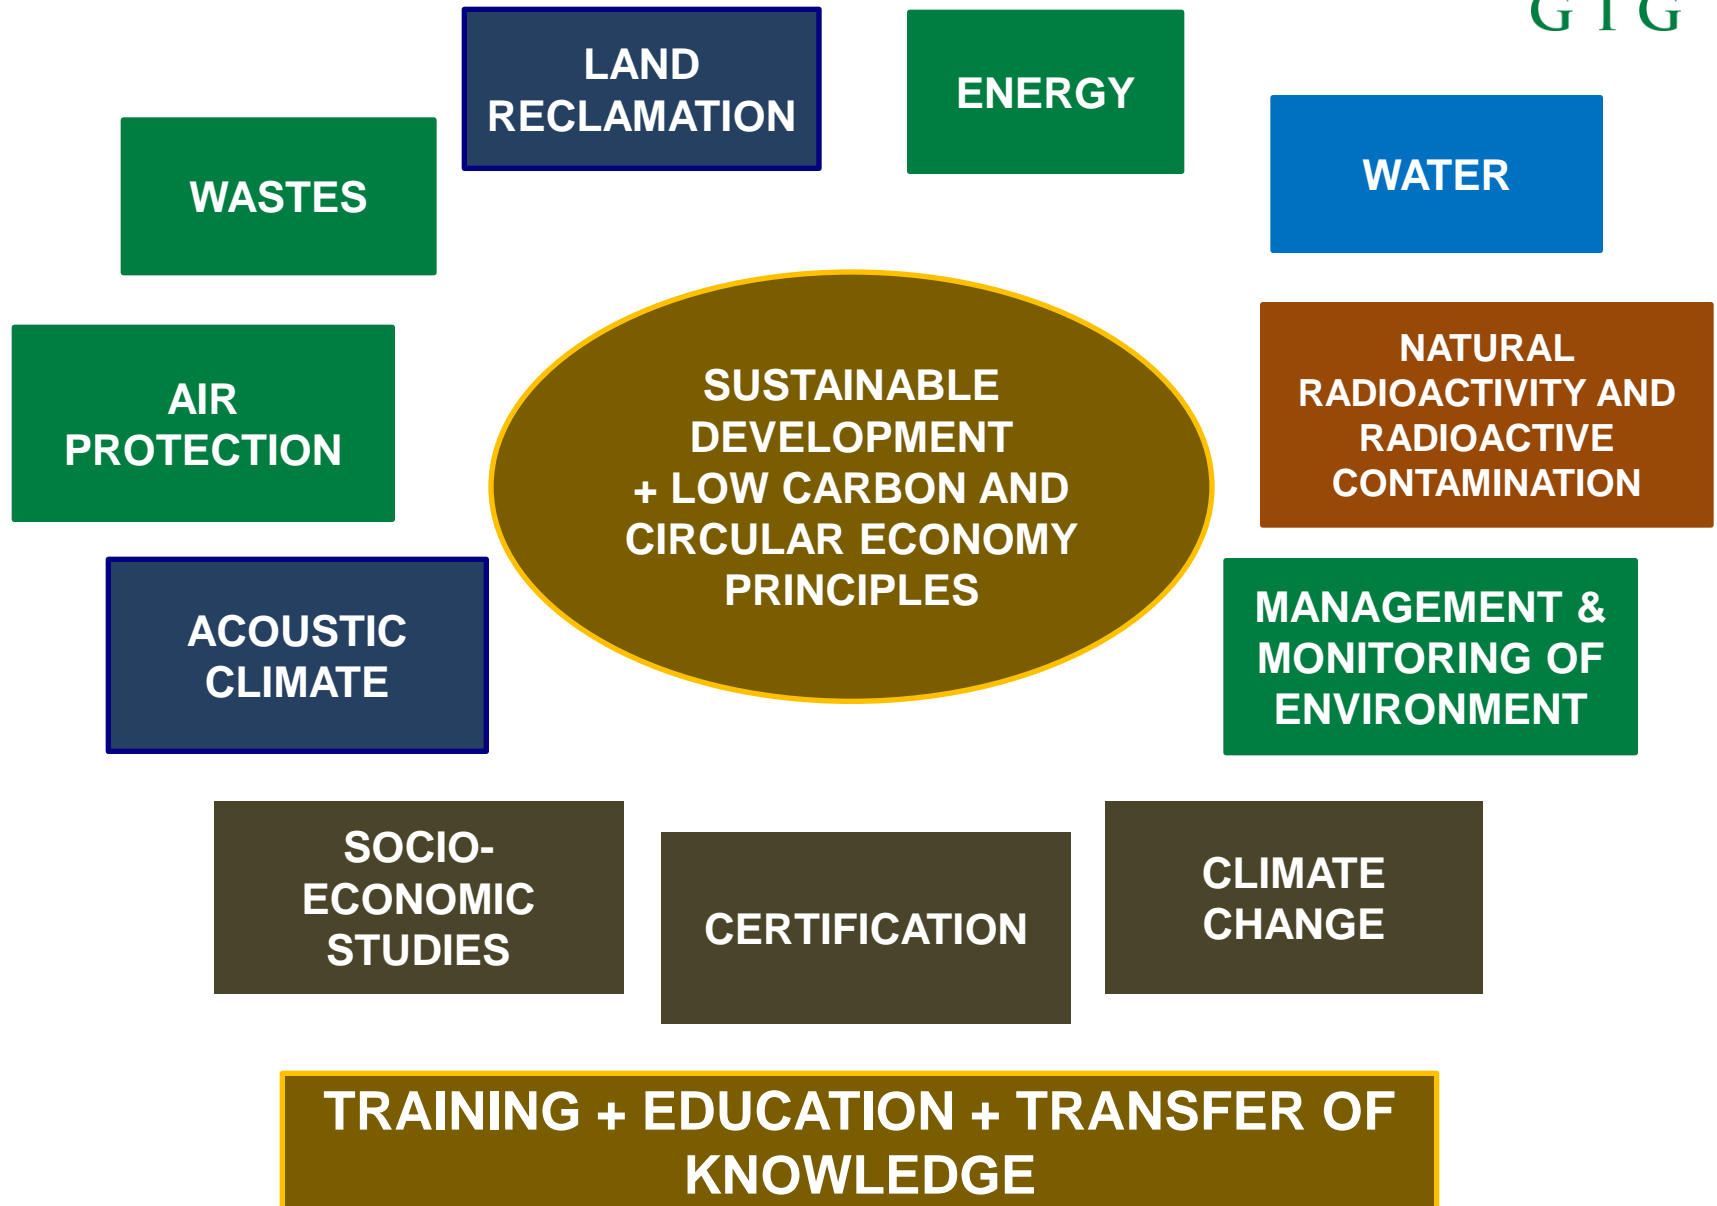 G I G
LAND
RECLAMATION
ENERGY
WASTES
WATER
AIR
PROTECTION
SUSTAINABLE
DEVELOPMENT
+ LOW CARBON AND
CIRCULAR ECONOMY
PRINCIPLES
NATURAL
RADIOACTIVITY AND
RADIOACTIVE
CONTAMINATION
ACOUSTIC
CLIMATE
MANAGEMENT &
MONITORING OF
ENVIRONMENT
SOCIO-
ECONOMIC
STUDIES
CERTIFICATION
CLIMATE
CHANGE
TRAINING + EDUCATION + TRANSFER OF
KNOWLEDGE